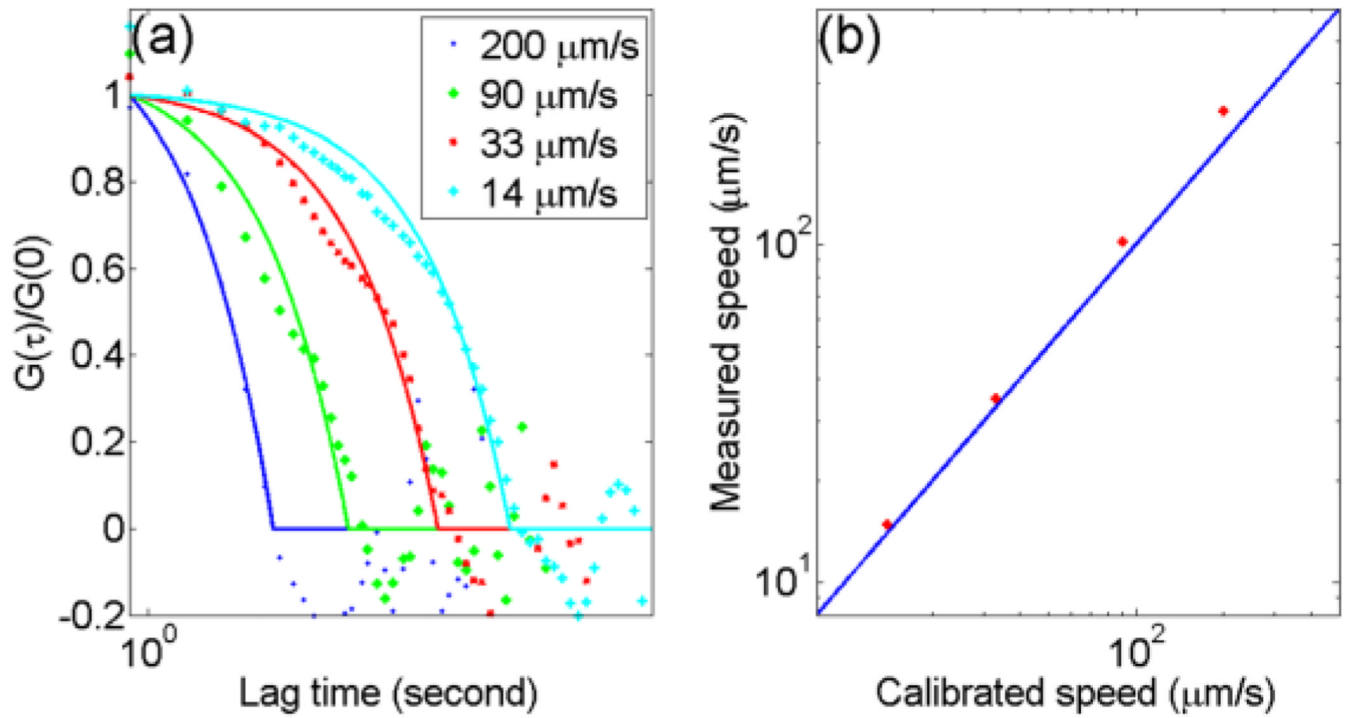 (a)
200 μm/s
90 μm/s
33 μm/s
14 μm/s
1
0.8
0.6
0.4
0.2
0
-0.2
G(τ)/G(0)
10⁰
Lag time (second)
(b)
10²
10¹
Measured speed (μm/s)
10²
Calibrated speed (μm/s)